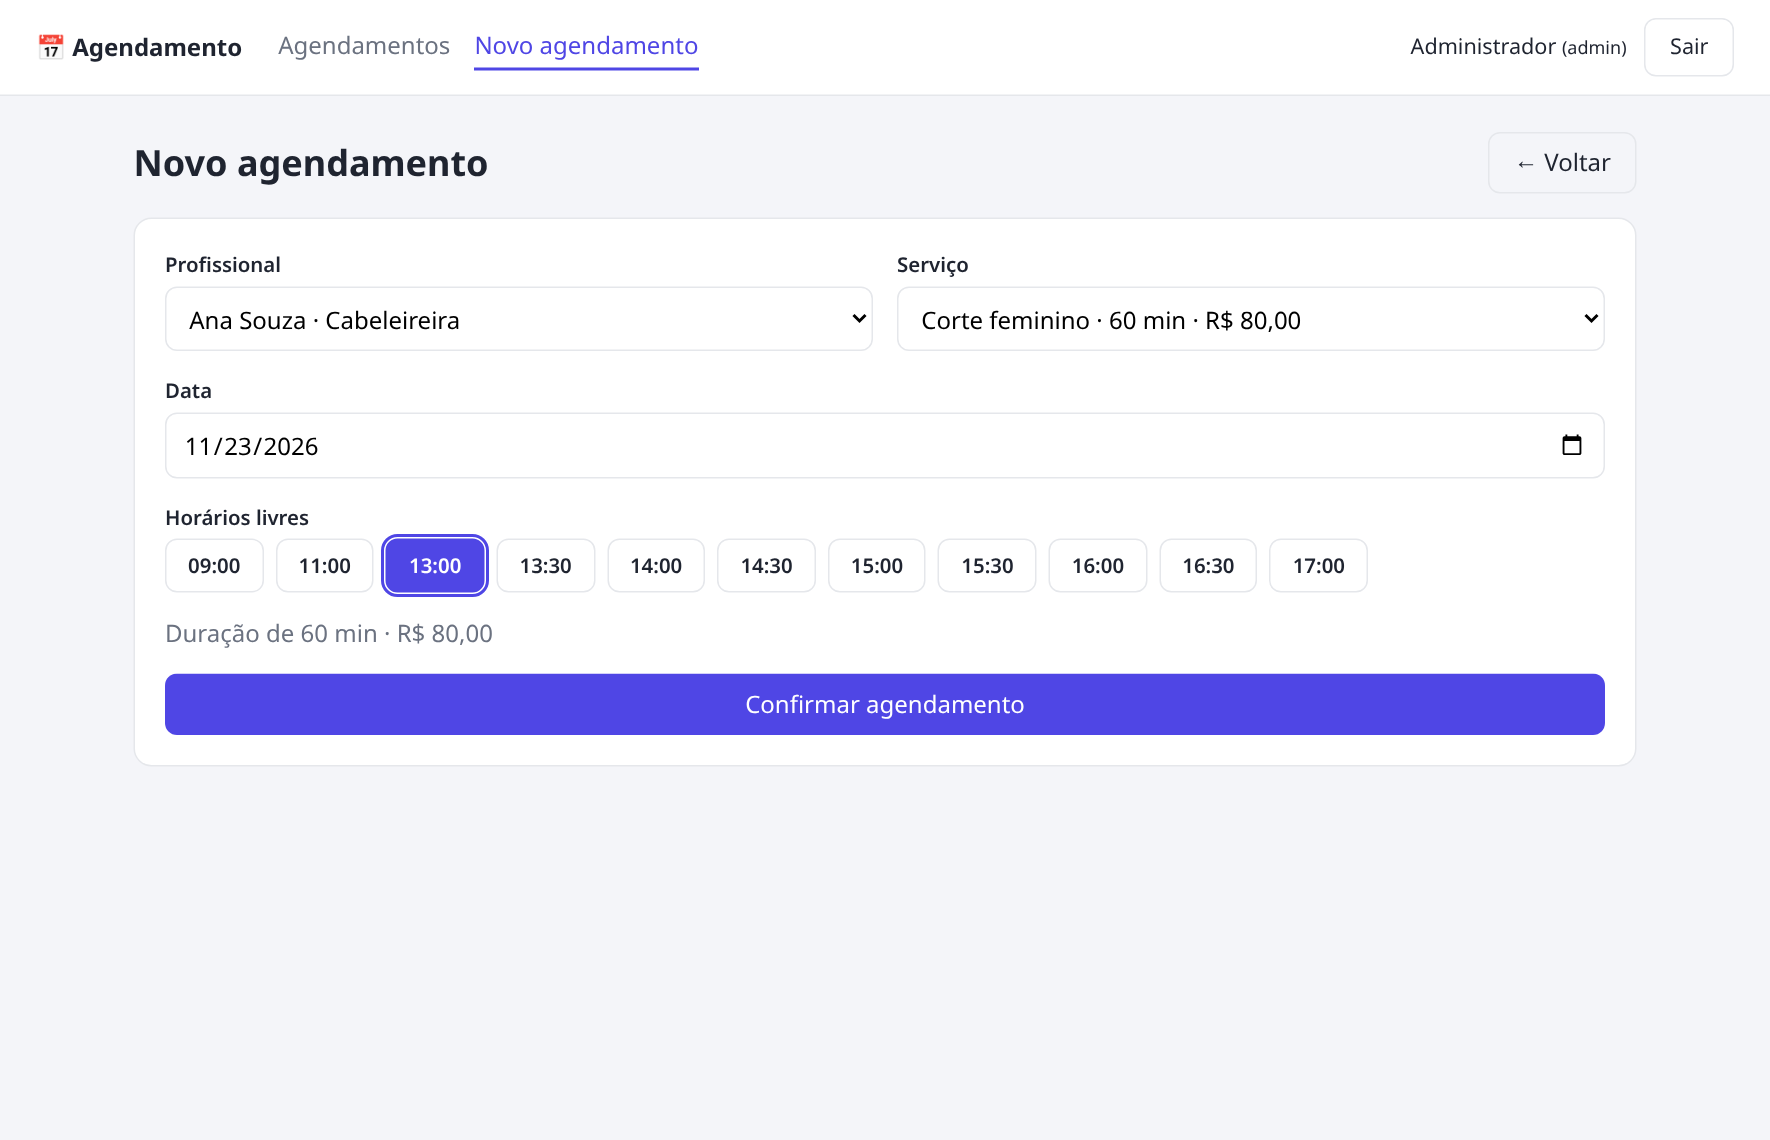 📅 Agendamento Agendamentos Novo agendamento Administrador (admin) Sair
Novo agendamento ← Voltar
Profissional Serviço
Ana Souza · Cabeleireira Corte feminino · 60 min · R$ 80,00
Data
11/23/2026
Horários livres
09:00 11:00 13:00 13:30 14:00 14:30 15:00 15:30 16:00 16:30 17:00
Duração de 60 min · R$ 80,00
Confirmar agendamento